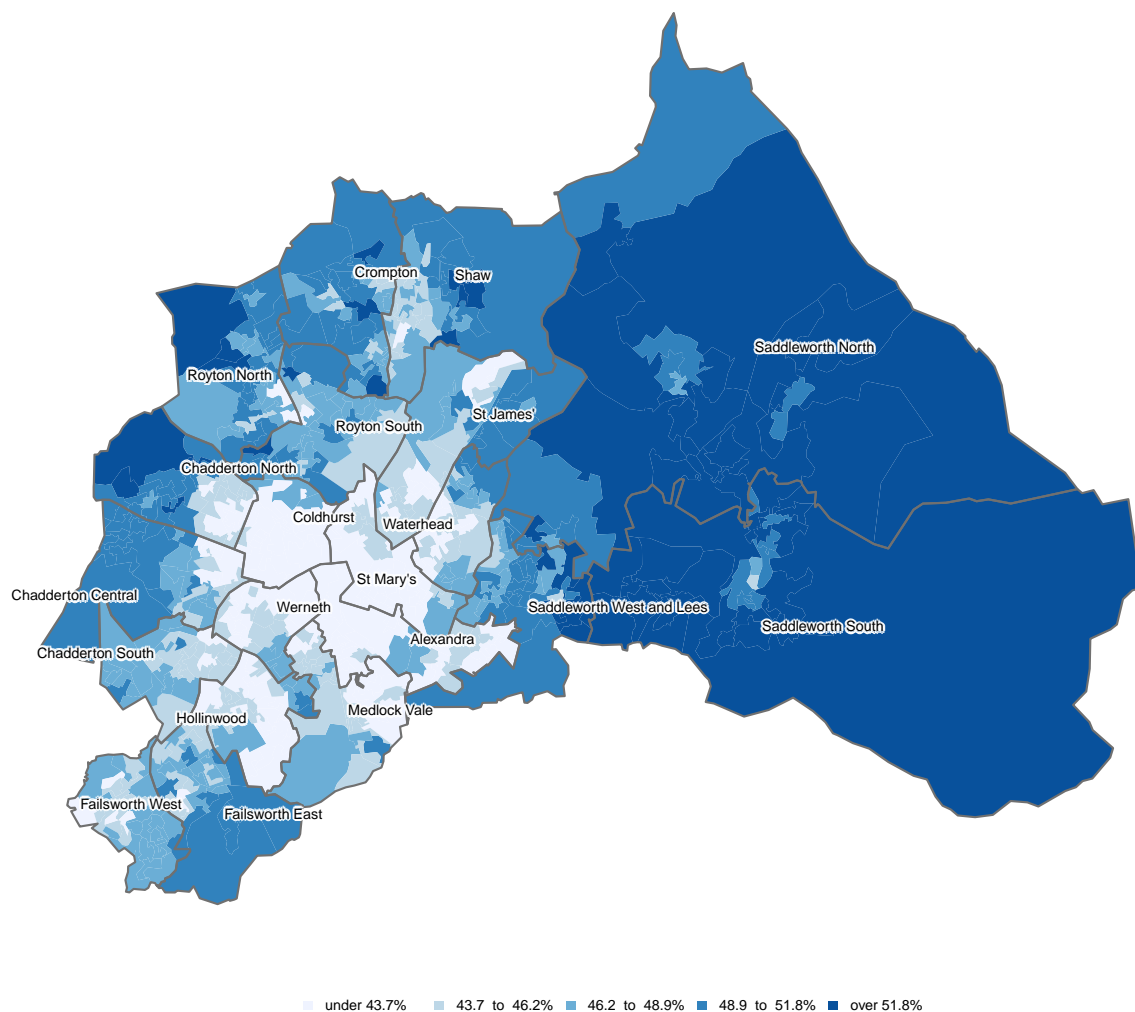 Crompton
Shaw
Saddleworth North
Royton North
St James'
Royton South
Chadderton North
Coldhurst
Waterhead
St Mary's
Chadderton Central
Werneth
Saddleworth West and Lees
Saddleworth South
Alexandra
Chadderton South
Medlock Vale
Hollinwood
Failsworth West
Failsworth East
under 43.7% 43.7 to 46.2% 46.2 to 48.9% 48.9 to 51.8% over 51.8%